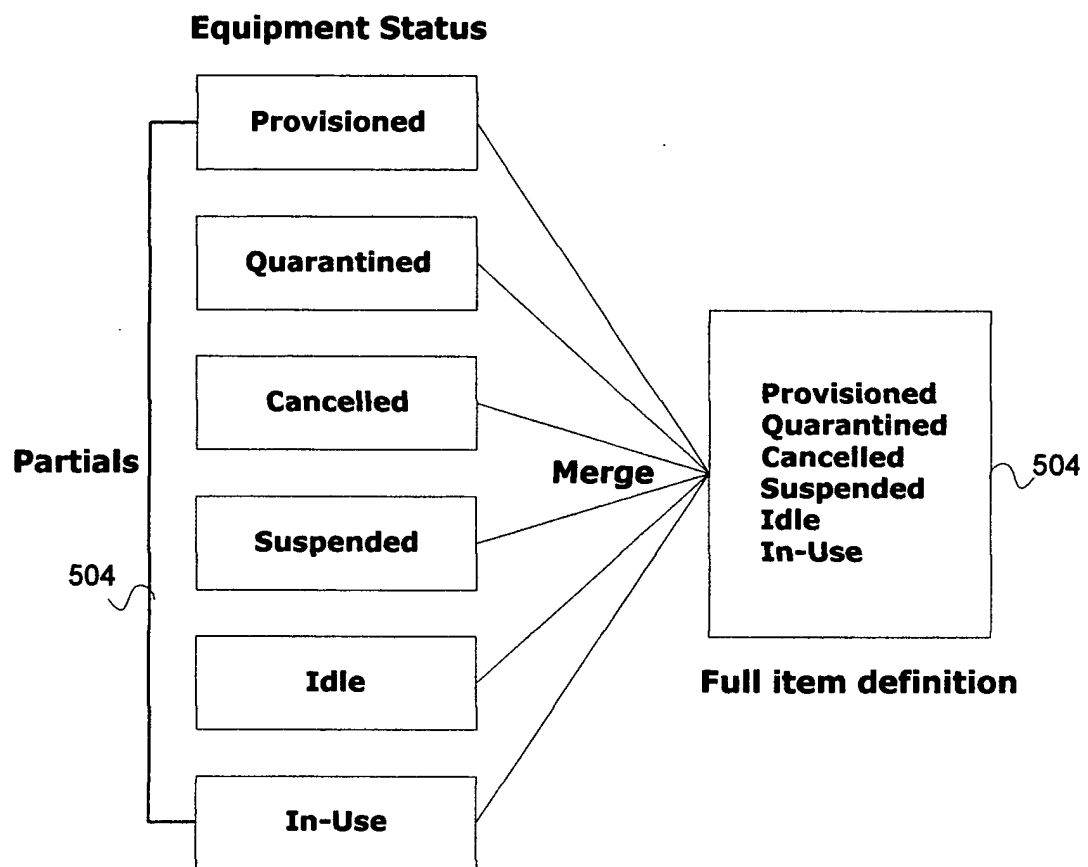 Equipment Status
Provisioned
Quarantined
Cancelled
Suspended
Idle
In-Use
Partials
504
Merge
Provisioned
Quarantined
Cancelled
Suspended
Idle
In-Use
504
Full item definition